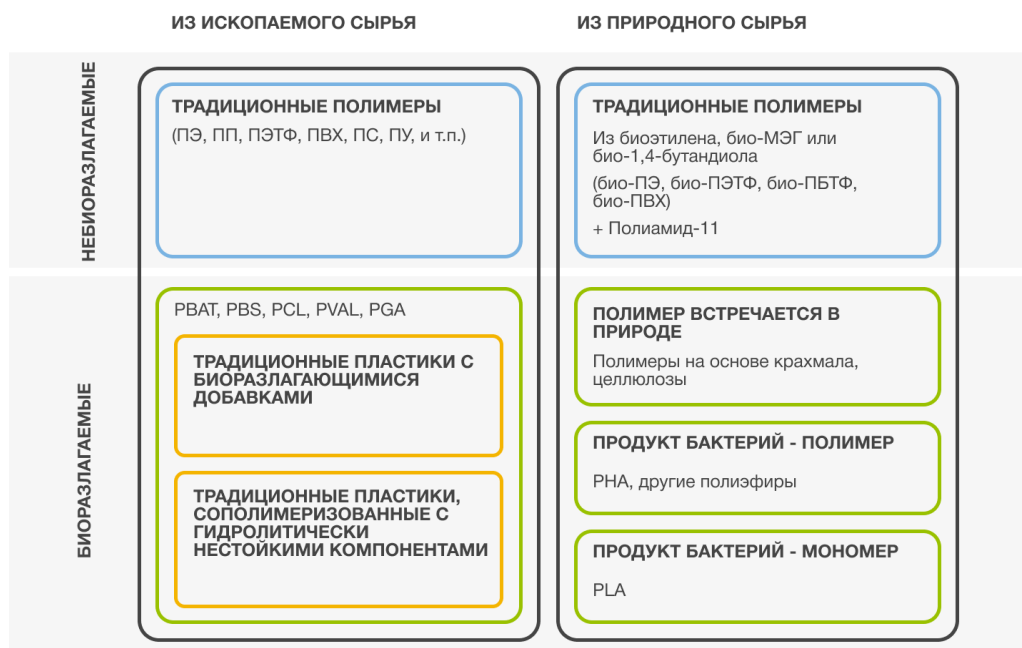 ИЗ ИСКОПАЕМОГО СЫРЬЯ
ИЗ ПРИРОДНОГО СЫРЬЯ
НЕБИОРАЗЛАГАЕМЫЕ
ТРАДИЦИОННЫЕ ПОЛИМЕРЫ
(ПЭ, ПП, ПЭТФ, ПВХ, ПС, ПУ, и т.п.)
ТРАДИЦИОННЫЕ ПОЛИМЕРЫ
Из биоэтилена, био-МЭГ или
био-1,4-бутандиола
(био-ПЭ, био-ПЭТФ, био-ПБТФ,
био-ПВХ)
+ Полиамид-11
БИОРАЗЛАГАЕМЫЕ
PBAT, PBS, PCL, PVAL, PGA
ТРАДИЦИОННЫЕ ПЛАСТИКИ С
БИОРАЗЛАГАЮЩИМИСЯ
ДОБАВКАМИ
ТРАДИЦИОННЫЕ ПЛАСТИКИ,
СОПОЛИМЕРИЗОВАННЫЕ С
ГИДРОЛИТИЧЕСКИ
НЕСТОЙКИМИ КОМПОНЕНТАМИ
ПОЛИМЕР ВСТРЕЧАЕТСЯ В
ПРИРОДЕ
Полимеры на основе крахмала,
целлюлозы
ПРОДУКТ БАКТЕРИЙ - ПОЛИМЕР
PHA, другие полиэфиры
ПРОДУКТ БАКТЕРИЙ - МОНОМЕР
PLA